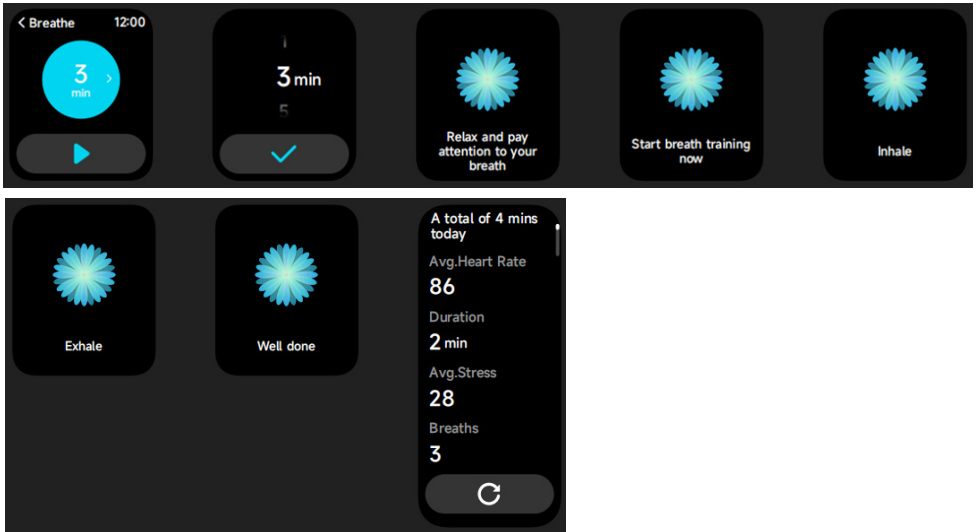 Breathe 12:00
3
min
1
3 min
5
Relax and pay
attention to your
breath
Start breath training
now
Inhale
Exhale
Well done
A total of 4 mins
today
Avg.Heart Rate
86
Duration
2 min
Avg.Stress
28
Breaths
3